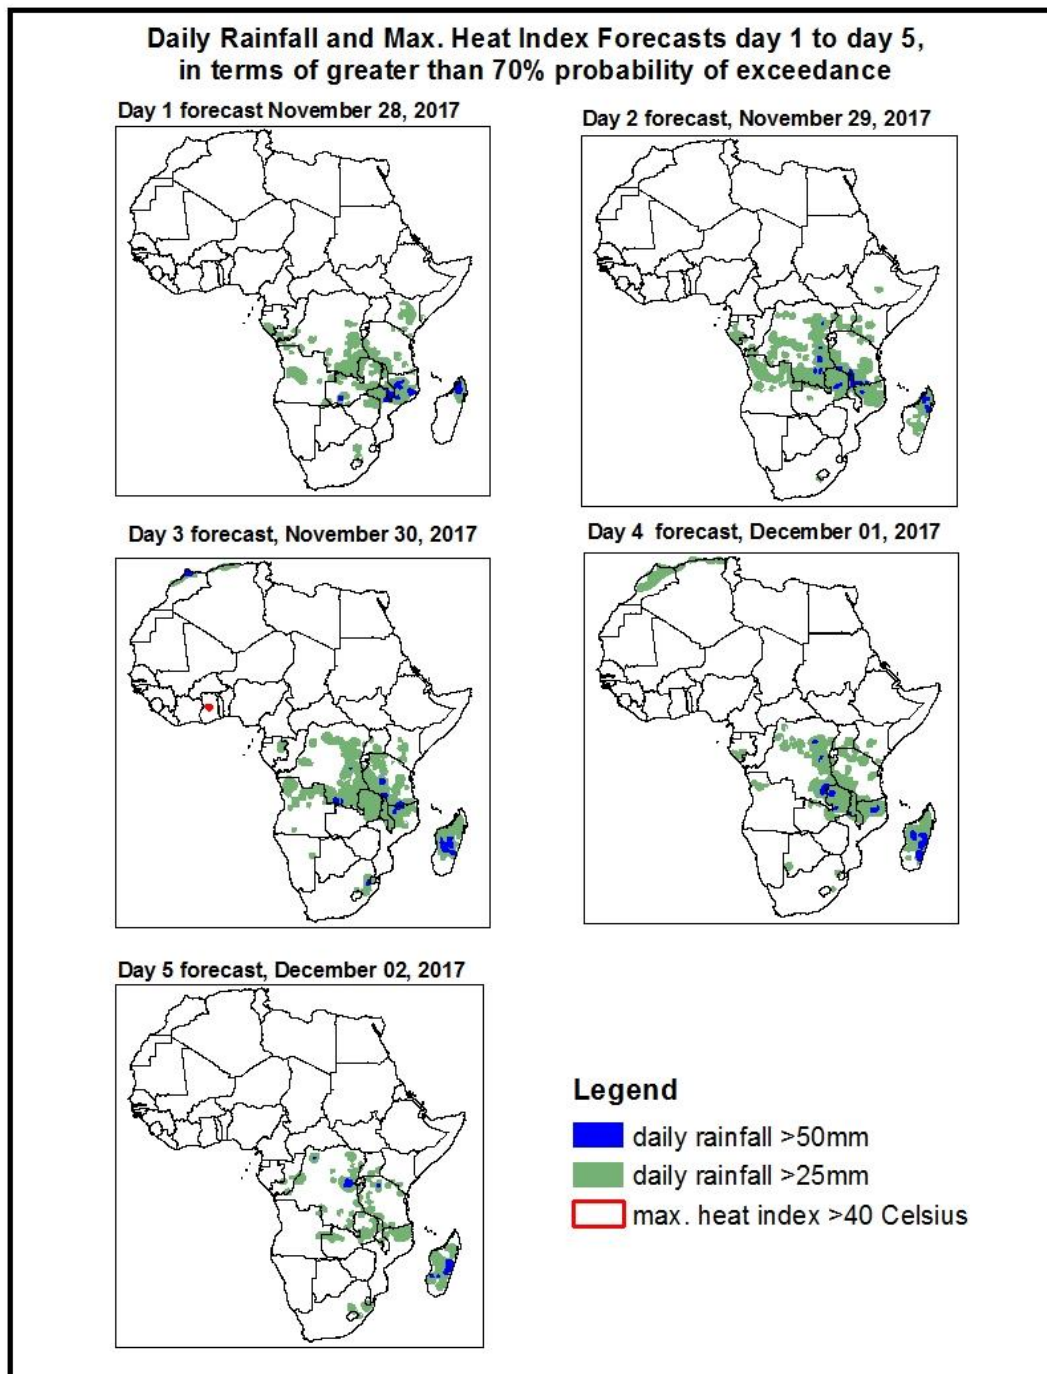 Daily Rainfall and Max. Heat Index Forecasts day 1 to day 5,
in terms of greater than 70% probability of exceedance
Day 1 forecast November 28, 2017
Day 2 forecast, November 29, 2017
Day 3 forecast, November 30, 2017
Day 4 forecast, December 01, 2017
Day 5 forecast, December 02, 2017
Legend
daily rainfall >50mm
daily rainfall >25mm
max. heat index >40 Celsius